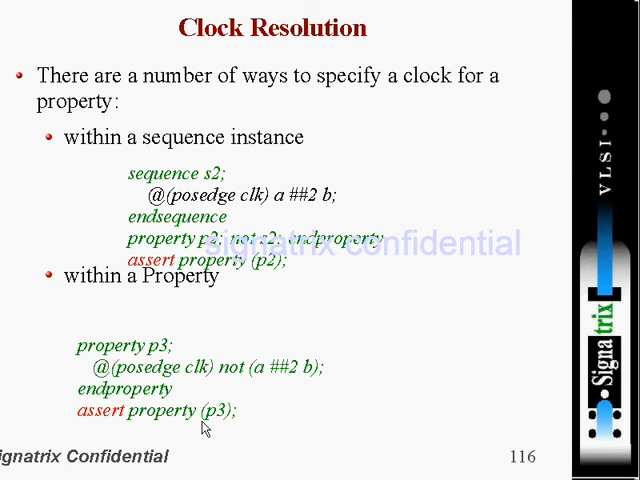 Clock Resolution
There are a number of ways to specify a clock for a
property:
within a sequence instance
sequence s2;
@(posedge clk) a ##2 b;
endsequence
property p2; not s2; endproperty
signatrix confidential
assert property (p2);
within a Property
property p3;
@(posedge clk) not (a ##2 b);
endproperty
assert property (p3);
ignatrix Confidential
116
VLSI
Signatrix